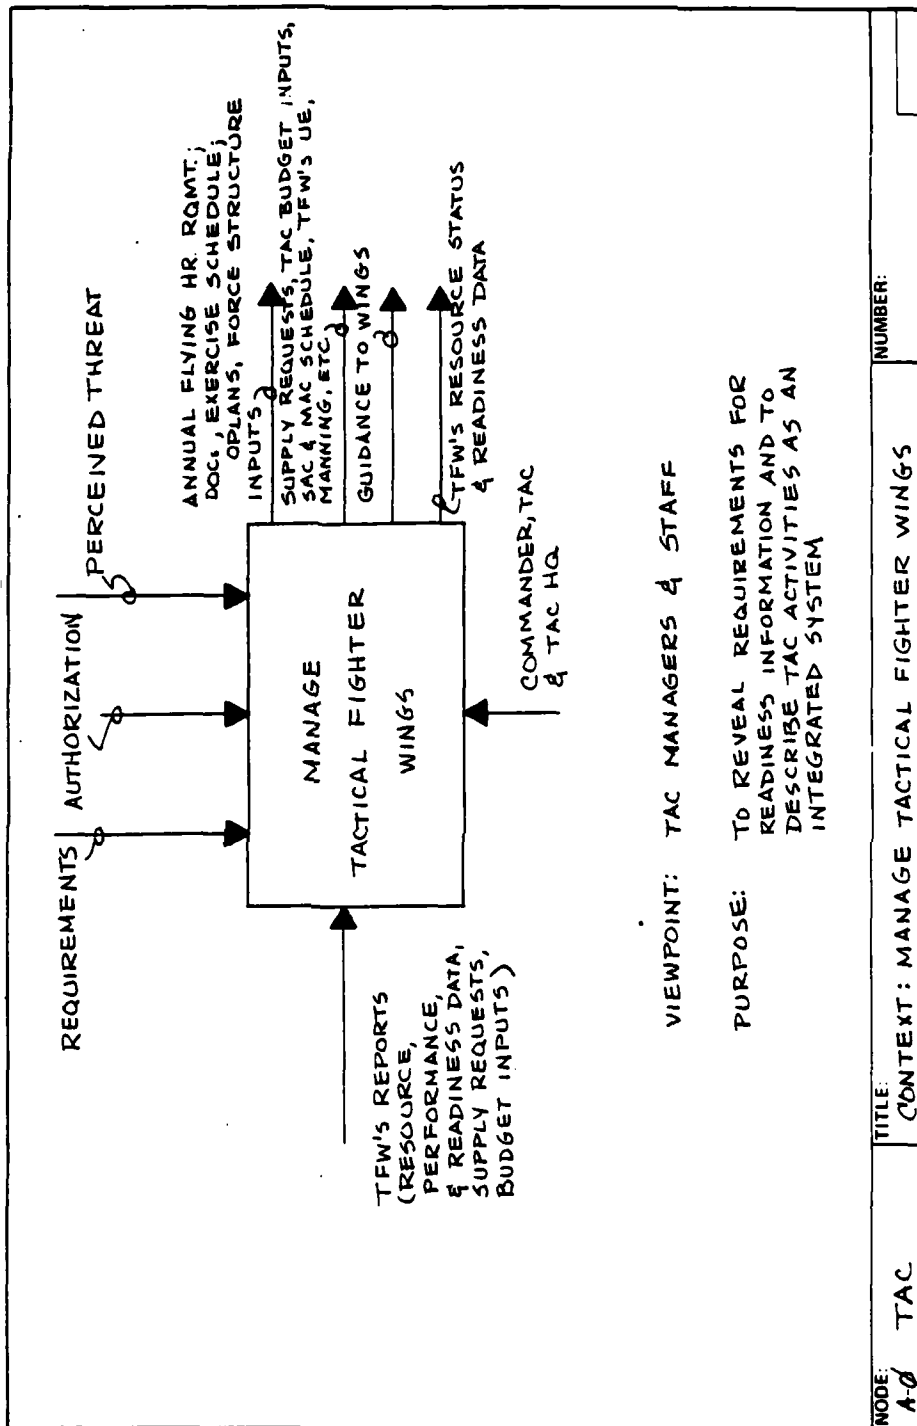 REQUIREMENTS
AUTHORIZATION
PERCEINED THREAT
ANNUAL FLYING HR. RQMT.;
DOC., EXERCISE SCHEDULE;
OPLANS, FORCE STRUCTURE
INPUTS
SUPPLY REQUESTS, TAC BUDGET INPUTS,
SAC & MAC SCHEDULE, TFW'S UE,
MANNING, ETC.
GUIDANCE TO WINGS
TFW'S RESOURCE STATUS
& READINESS DATA
MANAGE
TACTICAL FIGHTER
WINGS
TFW'S REPORTS
(RESOURCE,
PERFORMANCE,
& READINESS DATA,
SUPPLY REQUESTS,
BUDGET INPUTS)
COMMANDER, TAC
& TAC HQ
VIEWPOINT: TAC MANAGERS & STAFF
PURPOSE: TO REVEAL REQUIREMENTS FOR
READINESS INFORMATION AND TO
DESCRIBE TAC ACTIVITIES AS AN
INTEGRATED SYSTEM
NODE:
A-0 TAC
TITLE:
CONTEXT: MANAGE TACTICAL FIGHTER WINGS
NUMBER: